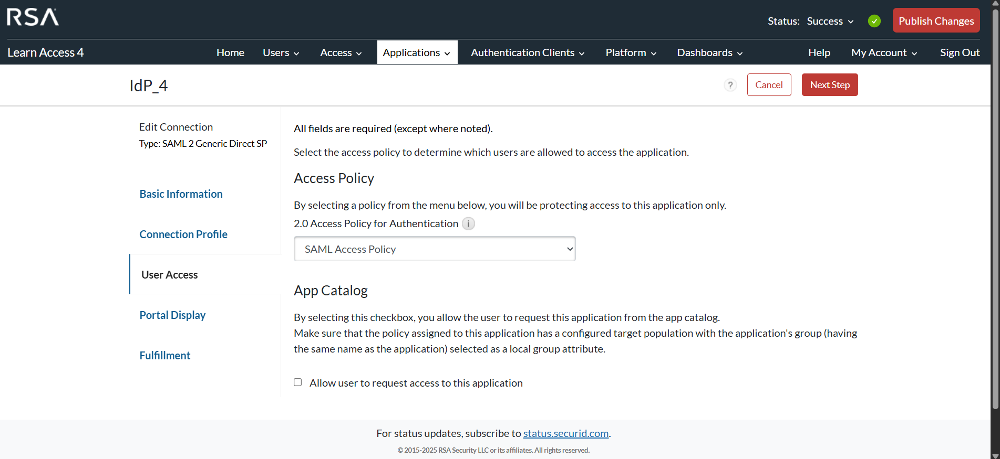 RSA
Status: Success
Publish Changes
Learn Access 4
Home
Users
Access
Applications
Authentication Clients
Platform
Dashboards
Help
My Account
Sign Out
IdP_4
?
Cancel
Next Step
Edit Connection
Type: SAML 2 Generic Direct SP
Basic Information
Connection Profile
User Access
Portal Display
Fulfillment
All fields are required (except where noted).
Select the access policy to determine which users are allowed to access the application.
Access Policy
By selecting a policy from the menu below, you will be protecting access to this application only.
2.0 Access Policy for Authentication i
SAML Access Policy
App Catalog
By selecting this checkbox, you allow the user to request this application from the app catalog.
Make sure that the policy assigned to this application has a configured target population with the application's group (having
the same name as the application) selected as a local group attribute.
Allow user to request access to this application
For status updates, subscribe to status.securid.com.
© 2015-2025 RSA Security LLC or its affiliates. All rights reserved.